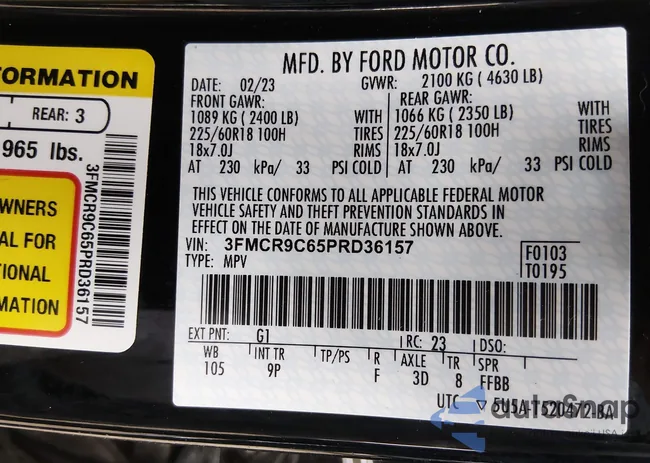 FORMATION
REAR: 3
965 lbs.
WNERS
AL FOR
TIONAL
MATION
3FMCR9C65PRD36157
MFD. BY FORD MOTOR CO.
DATE: 02/23 GVWR: 2100 KG ( 4630 LB)
FRONT GAWR: REAR GAWR:
1089 KG ( 2400 LB) WITH 1066 KG ( 2350 LB) WITH
225/60R18 100H TIRES 225/60R18 100H TIRES
18x7.0J RIMS 18x7.0J RIMS
AT 230 kPa/ 33 PSI COLD AT 230 kPa/ 33 PSI COLD
THIS VEHICLE CONFORMS TO ALL APPLICABLE FEDERAL MOTOR
VEHICLE SAFETY AND THEFT PREVENTION STANDARDS IN
EFFECT ON THE DATE OF MANUFACTURE SHOWN ABOVE.
VIN: 3FMCR9C65PRD36157 F0103
TYPE: MPV T0195
EXT PNT: G1 RC: 23 DSO:
WB INT TR TP/PS R AXLE TR SPR
105 9P F 3D 8 FFBB
UTC ▽ 5U5A-1520472-BA
autoSnap